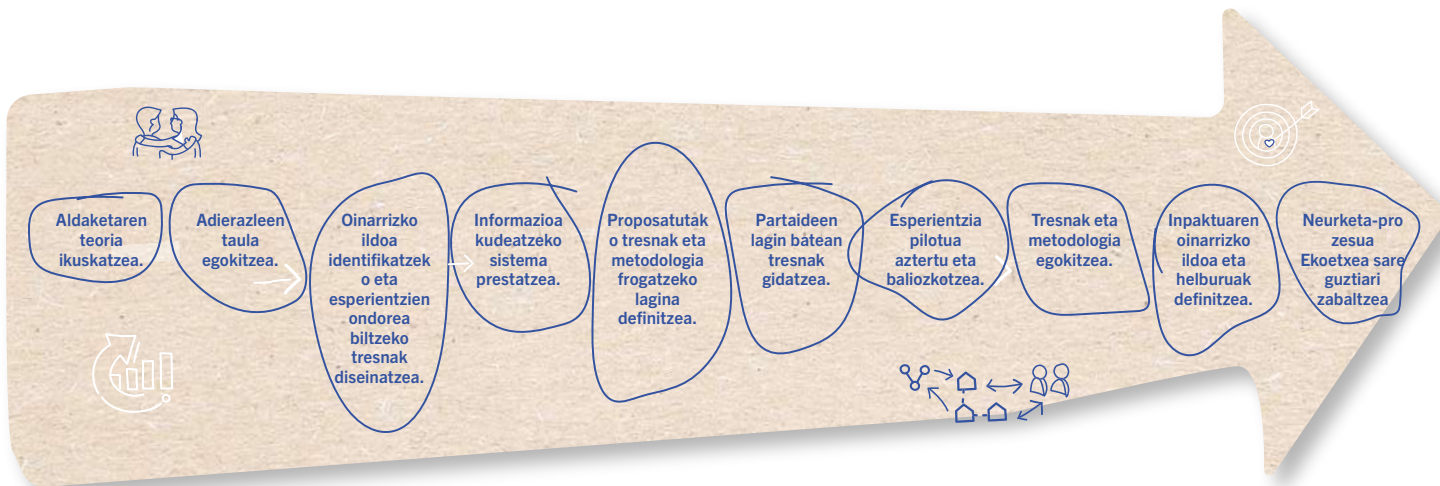 Aldaketaren
teoria
ikuskatzea.
Adierazleen
taula
egokitzea.
Oinarrizko
ildoa
identifikatzek
o eta
esperientzien
ondorea
biltzeko
tresnak
diseinatzea.
Informazioa
kudeatzeko
sistema
prestatzea.
Proposatutak
o tresnak eta
metodologia
frogatzeko
lagina
definitzea.
Partaideen
lagin batean
tresnak
gidatzea.
Esperientzia
pilotua
aztertu eta
baliozkotzea.
Tresnak eta
metodologia
egokitzea.
Inpaktuaren
oinarrizko
ildoa eta
helburuak
definitzea.
Neurketa-pro
zesua
Ekoetxea sare
guztiari
zabaltzea